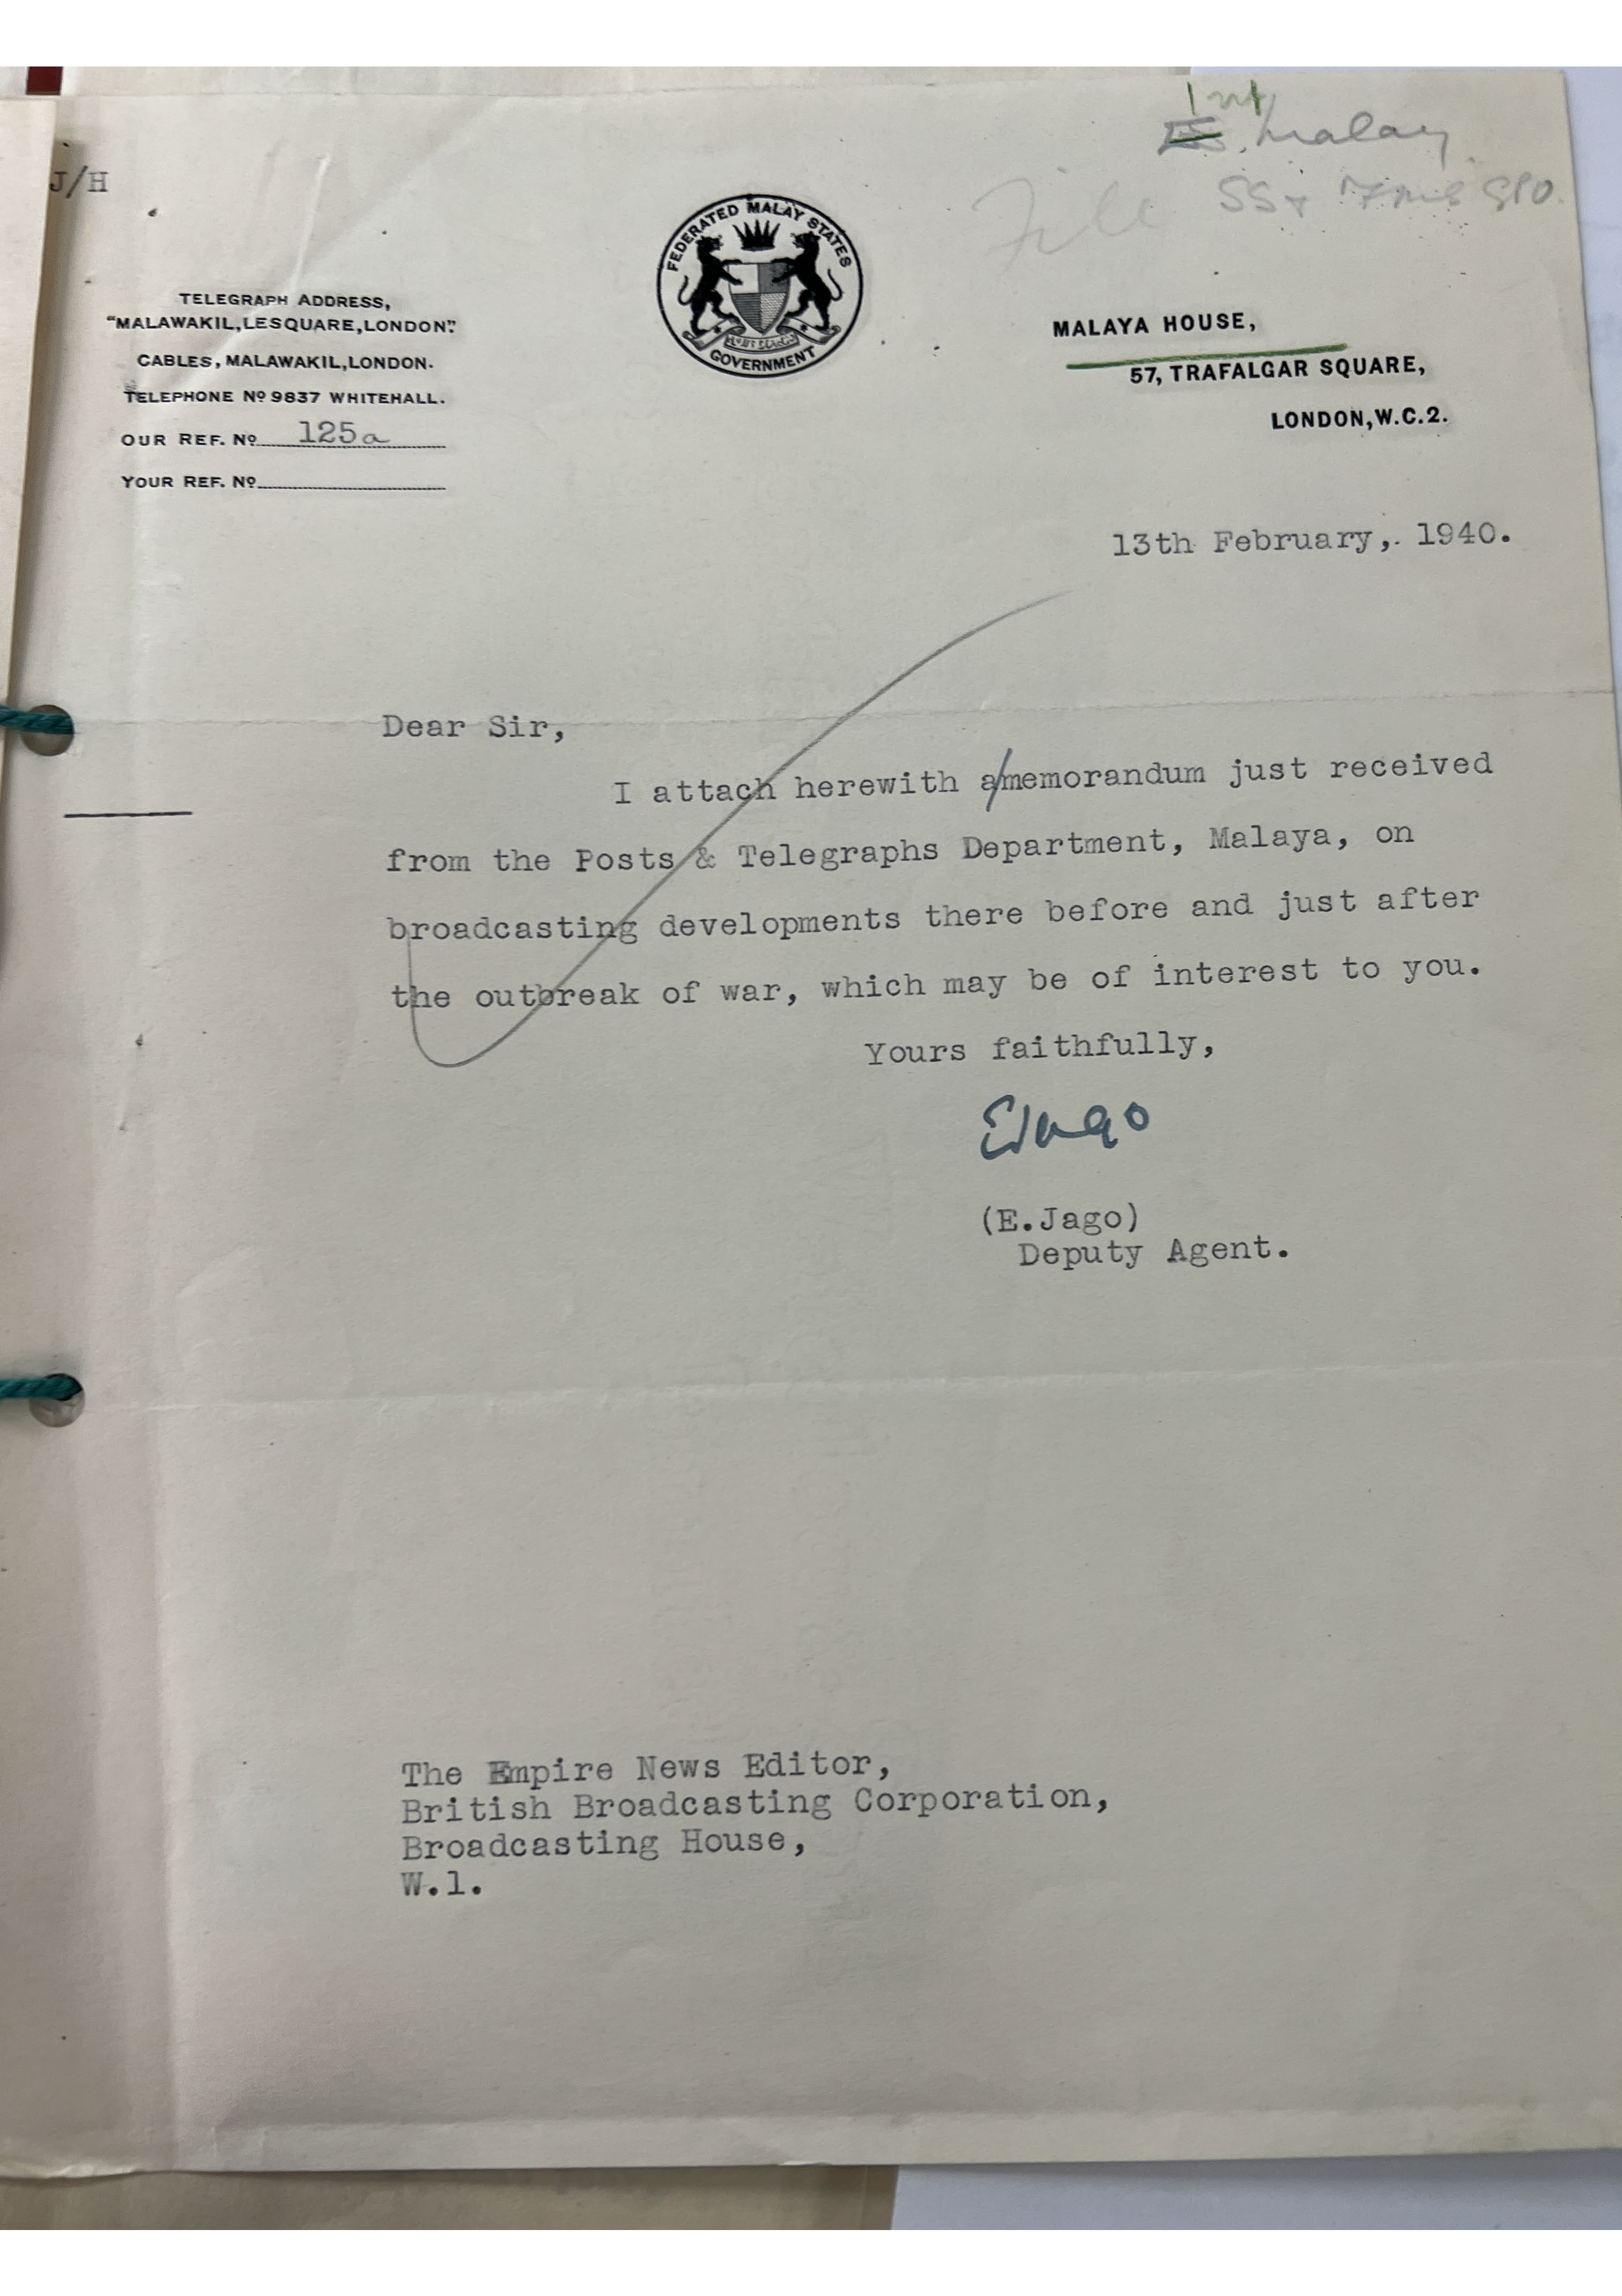 Int
Malay
File SS & FMS GPO.
J/H
FEDERATED MALAY STATES
GOVERNMENT
TELEGRAPH ADDRESS,
"MALAWAKIL,LESQUARE,LONDON".
CABLES, MALAWAKIL,LONDON.
TELEPHONE Nº 9837 WHITEHALL.
OUR REF. Nº 125a
YOUR REF. Nº
MALAYA HOUSE,
57, TRAFALGAR SQUARE,
LONDON, W.C.2.
13th February, 1940.
Dear Sir,
I attach herewith a/memorandum just received
from the Posts & Telegraphs Department, Malaya, on
broadcasting developments there before and just after
the outbreak of war, which may be of interest to you.
Yours faithfully,
EJago
(E.Jago)
Deputy Agent.
The Empire News Editor,
British Broadcasting Corporation,
Broadcasting House,
W.1.